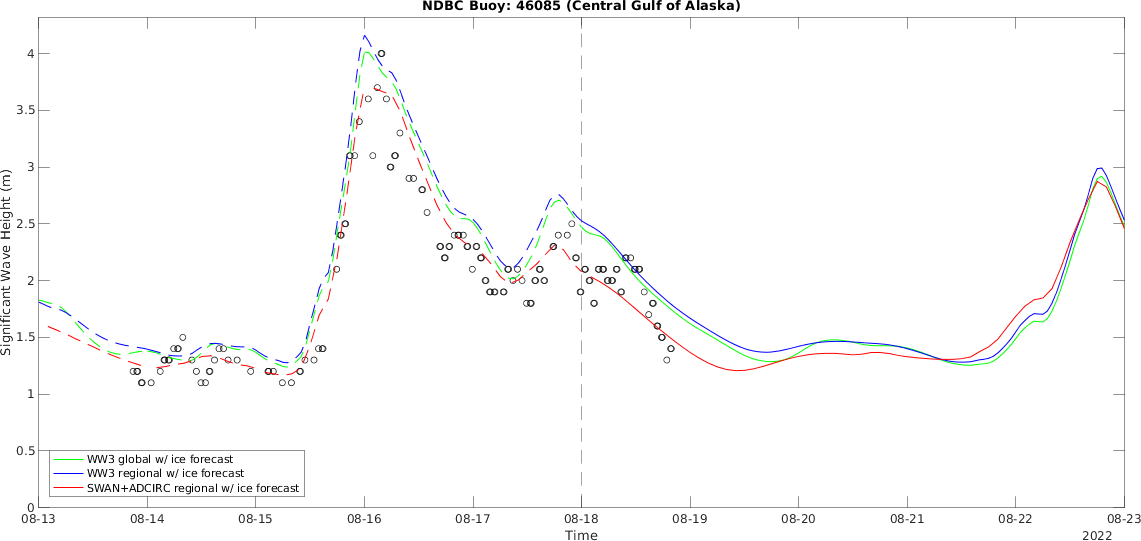 NDBC Buoy: 46085 (Central Gulf of Alaska)
Significant Wave Height (m)
4
3.5
3
2.5
2
1.5
1
0.5
0
WW3 global w/ ice forecast
WW3 regional w/ ice forecast
SWAN+ADCIRC regional w/ ice forecast
08-13 08-14 08-15 08-16 08-17 08-18 08-19 08-20 08-21 08-22 08-23
Time
2022